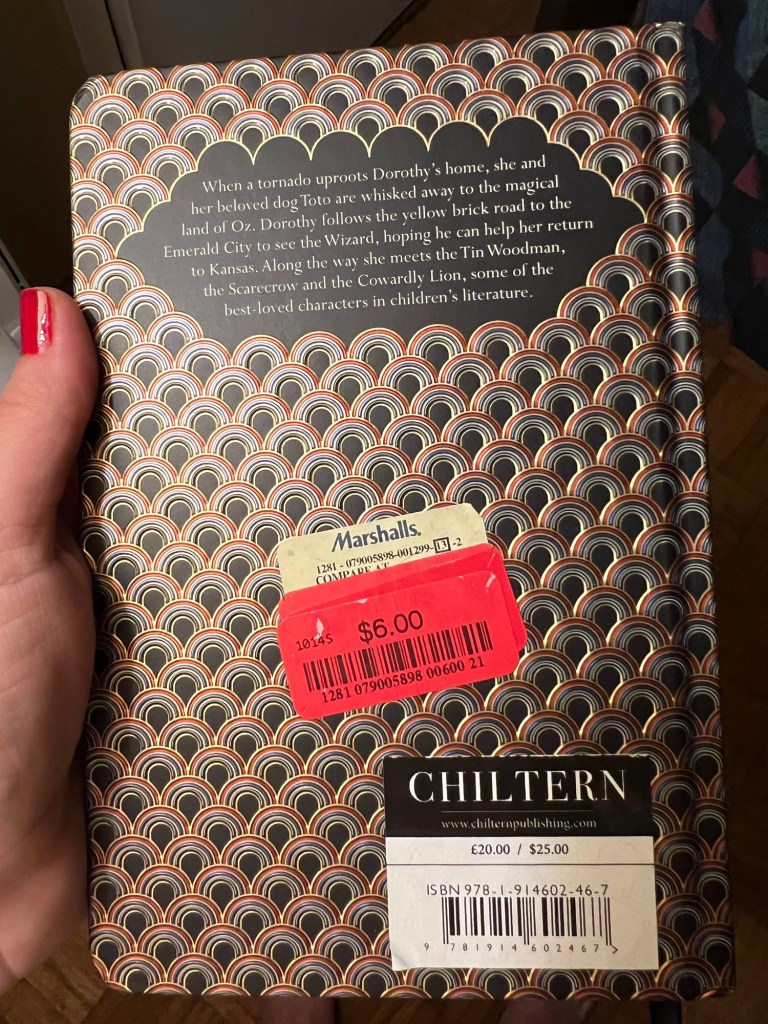 When a tornado uproots Dorothy's home, she and
her beloved dog Toto are whisked away to the magical
land of Oz. Dorothy follows the yellow brick road to the
Emerald City to see the Wizard, hoping he can help her return
to Kansas. Along the way she meets the Tin Woodman,
the Scarecrow and the Cowardly Lion, some of the
best-loved characters in children's literature.
Marshalls.
1281 - 079005898-001299-13-2
COMPARE AT
1014S $6.00
1281 079005898 00600 21
CHILTERN
www.chilternpublishing.com
£20.00 / $25.00
ISBN 978-1-914602-46-7
9 781914 602467 >